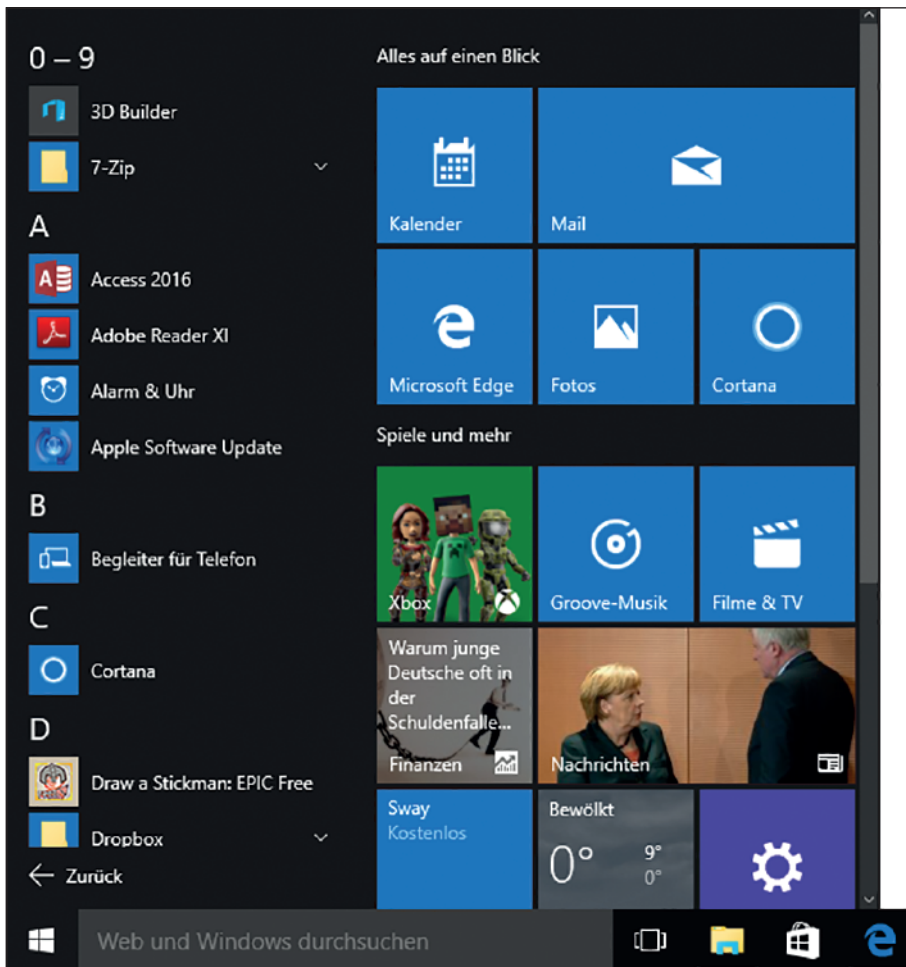 0 – 9
3D Builder
7-Zip
A
Access 2016
Adobe Reader XI
Alarm & Uhr
Apple Software Update
B
Begleiter für Telefon
C
Cortana
D
Draw a Stickman: EPIC Free
Dropbox
Zurück
Alles auf einen Blick
Kalender
Mail
Microsoft Edge
Fotos
Cortana
Spiele und mehr
Xbox
Groove-Musik
Filme & TV
Warum junge
Deutsche oft in
der
Schuldenfalle...
Finanzen
Nachrichten
Sway
Kostenlos
Bewölkt
0°
9°
0°
Web und Windows durchsuchen